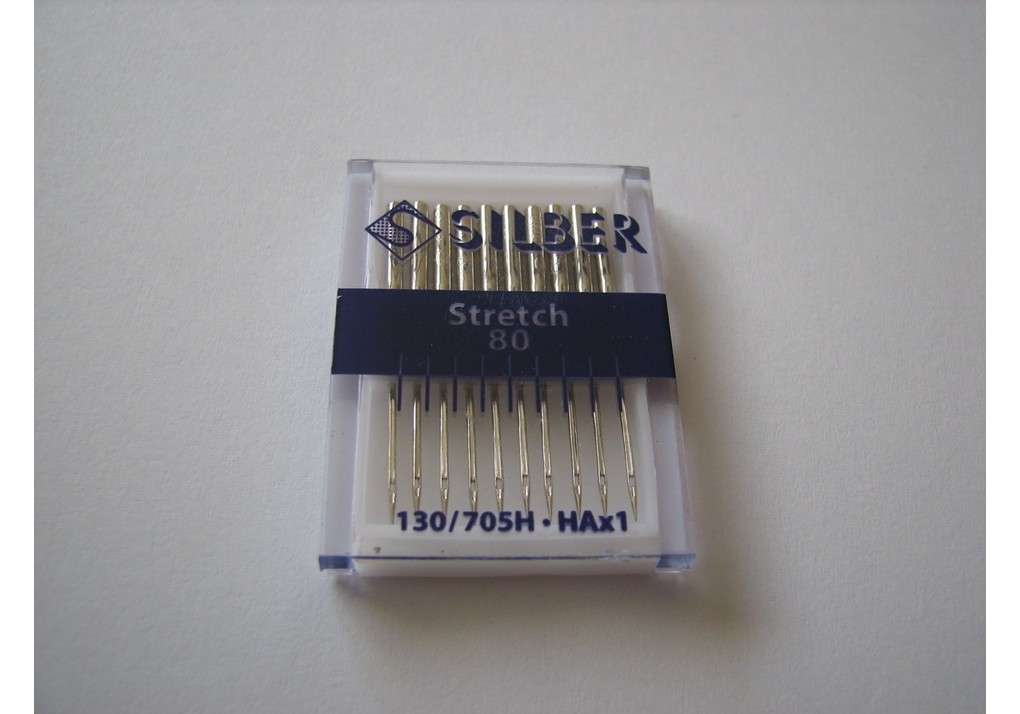 S SILBER
Stretch
80
130/705H • HAx1